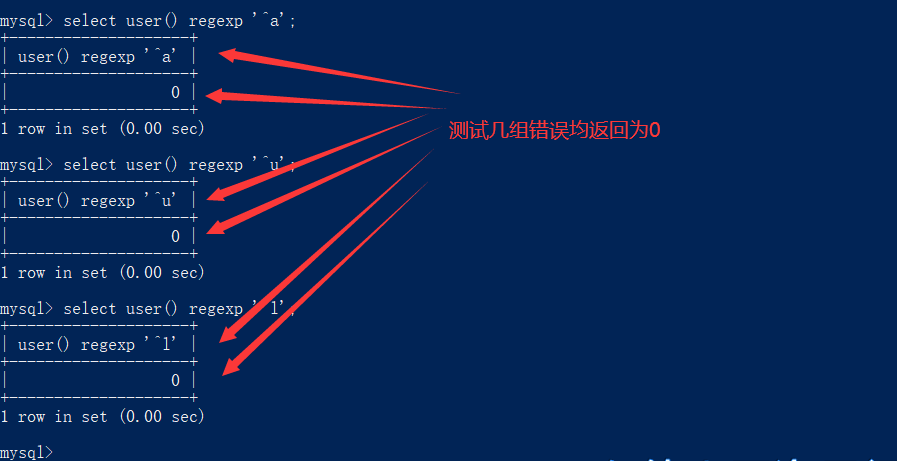 mysql> select user() regexp '^a';
+---------------------+
| user() regexp '^a' |
+---------------------+
| 0 |
+---------------------+
1 row in set (0.00 sec)
测试几组错误均返回为0
mysql> select user() regexp '^u';
+---------------------+
| user() regexp '^u' |
+---------------------+
| 0 |
+---------------------+
1 row in set (0.00 sec)
mysql> select user() regexp '^l';
+---------------------+
| user() regexp '^l' |
+---------------------+
| 0 |
+---------------------+
1 row in set (0.00 sec)
mysql>